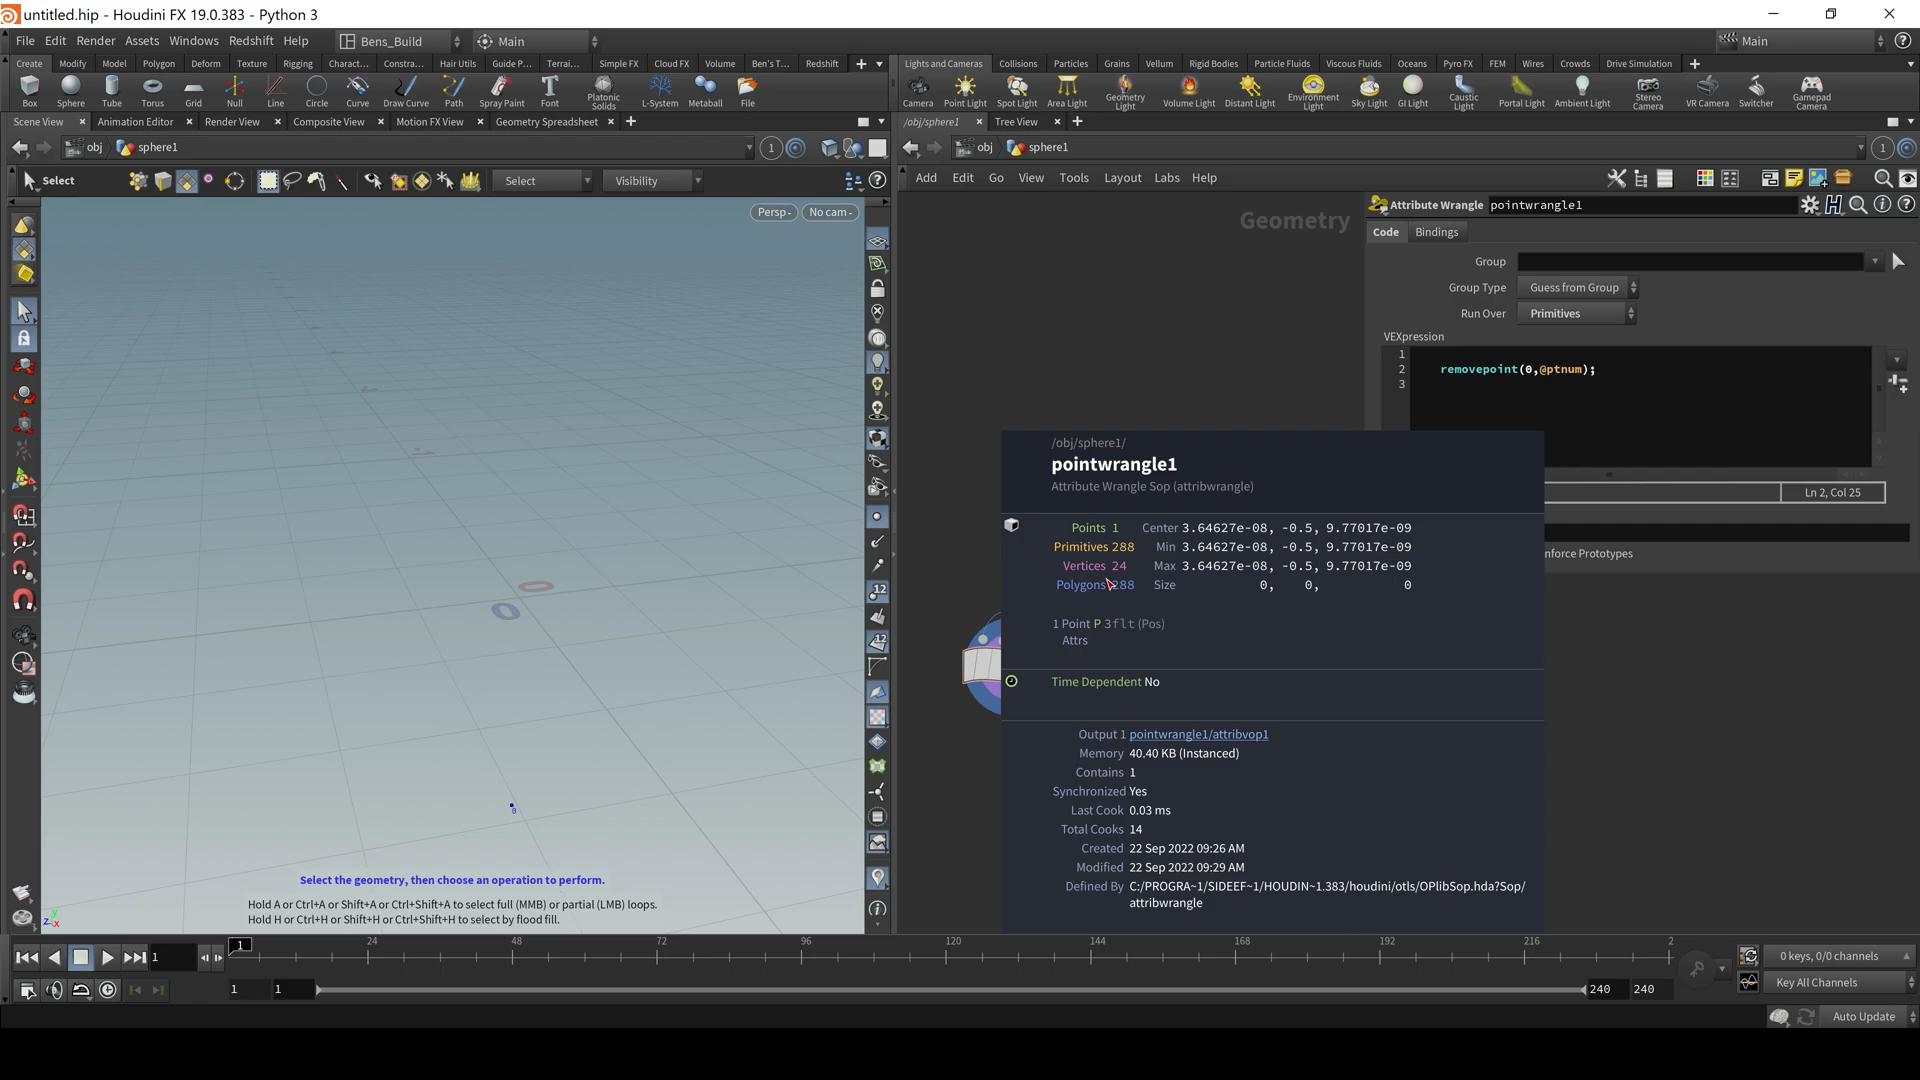 untitled.hip - Houdini FX 19.0.383 - Python 3
File Edit Render Assets Windows Redshift Help Bens_Build Main Main
Create Modify Model Polygon Deform Texture Rigging Charact... Constra... Hair Utils Guide P... Terrai... Simple FX Cloud FX Volume Ben's T... Redshift
Lights and Cameras Collisions Particles Grains Vellum Rigid Bodies Particle Fluids Viscous Fluids Oceans Pyro FX FEM Wires Crowds Drive Simulation
Box Sphere Tube Torus Grid Null Line Circle Curve Draw Curve Path Spray Paint Font Platonic Solids L-System Metaball File
Camera Point Light Spot Light Area Light Geometry Light Volume Light Distant Light Environment Light Sky Light GI Light Caustic Light Portal Light Ambient Light Stereo Camera VR Camera Switcher Gamepad Camera
Scene View Animation Editor Render View Composite View Motion FX View Geometry Spreadsheet
/obj/sphere1 Tree View
obj sphere1 1
obj sphere1 1
Select Select Visibility
Add Edit Go View Tools Layout Labs Help
Persp No cam
Geometry
Attribute Wrangle pointwrangle1
Code Bindings
Group
Group Type Guess from Group
Run Over Primitives
VEXpression
1
2 removepoint(0,@ptnum);
3
Ln 2, Col 25
nforce Prototypes
/obj/sphere1/
pointwrangle1
Attribute Wrangle Sop (attribwrangle)
Points 1 Center 3.64627e-08, -0.5, 9.77017e-09
Primitives 288 Min 3.64627e-08, -0.5, 9.77017e-09
Vertices 24 Max 3.64627e-08, -0.5, 9.77017e-09
Polygons 288 Size 0, 0, 0
1 Point P 3flt (Pos)
Attrs
Time Dependent No
Output 1 pointwrangle1/attribvop1
Memory 40.40 KB (Instanced)
Contains 1
Synchronized Yes
Last Cook 0.03 ms
Total Cooks 14
Created 22 Sep 2022 09:26 AM
Modified 22 Sep 2022 09:29 AM
Defined By C:/PROGRA~1/SIDEEF~1/HOUDIN~1.383/houdini/otls/OPlibSop.hda?Sop/
attribwrangle
0
0
0
Select the geometry, then choose an operation to perform.
Hold A or Ctrl+A or Shift+A or Ctrl+Shift+A to select full (MMB) or partial (LMB) loops.
Hold H or Ctrl+H or Shift+H or Ctrl+Shift+H to select by flood fill.
z x y
1 1 24 48 72 96 120 144 168 192 216 2
0 keys, 0/0 channels
1 1 240 240 Key All Channels
Auto Update